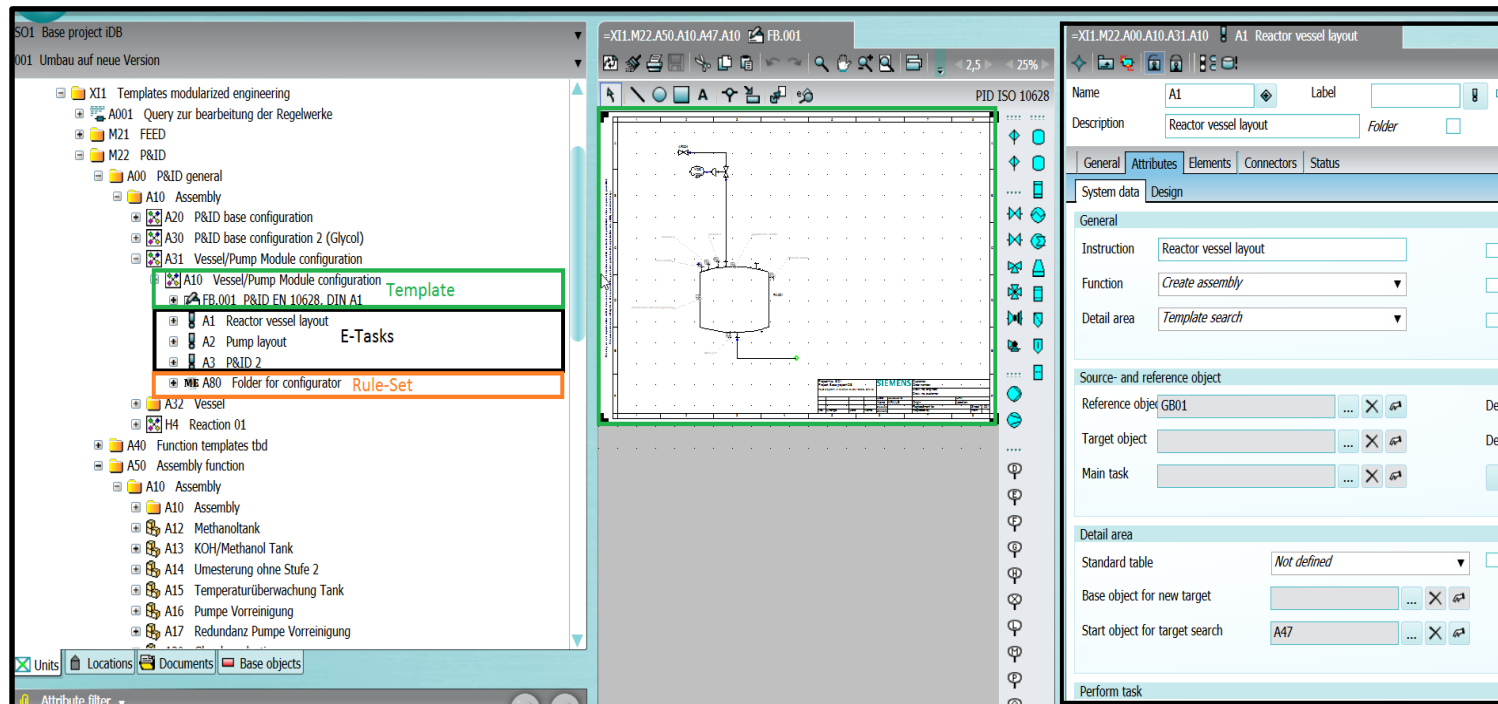 SO1 Base project iDB
001 Umbau auf neue Version
XI1 Templates modularized engineering
A001 Query zur bearbeitung der Regelwerke
M21 FEED
M22 P&ID
A00 P&ID general
A10 Assembly
A20 P&ID base configuration
A30 P&ID base configuration 2 (Glycol)
A31 Vessel/Pump Module configuration
A10 Vessel/Pump Module configuration
Template
FB.001 P&ID EN 10628, DIN A1
A1 Reactor vessel layout
E-Tasks
A2 Pump layout
A3 P&ID 2
ME A80 Folder for configurator
Rule-Set
A32 Vessel
H4 Reaction 01
A40 Function templates tbd
A50 Assembly function
A10 Assembly
A10 Assembly
A12 Methanoltank
A13 KOH/Methanol Tank
A14 Umesterung ohne Stufe 2
A15 Temperaturüberwachung Tank
A16 Pumpe Vorreinigung
A17 Redundanz Pumpe Vorreinigung
Units Locations Documents Base objects
Attribute filter
=XI1.M22.A50.A10.A47.A10 FB.001
2,5 25%
A PID ISO 10628
SIEMENS
=XI1.M22.A00.A10.A31.A10 A1 Reactor vessel layout
Name A1 Label
Description Reactor vessel layout Folder
General Attributes Elements Connectors Status
System data Design
General
Instruction Reactor vessel layout
Function Create assembly
Detail area Template search
Source- and reference object
Reference objec GB01 De
Target object De
Main task
Detail area
Standard table Not defined
Base object for new target
Start object for target search A47
Perform task